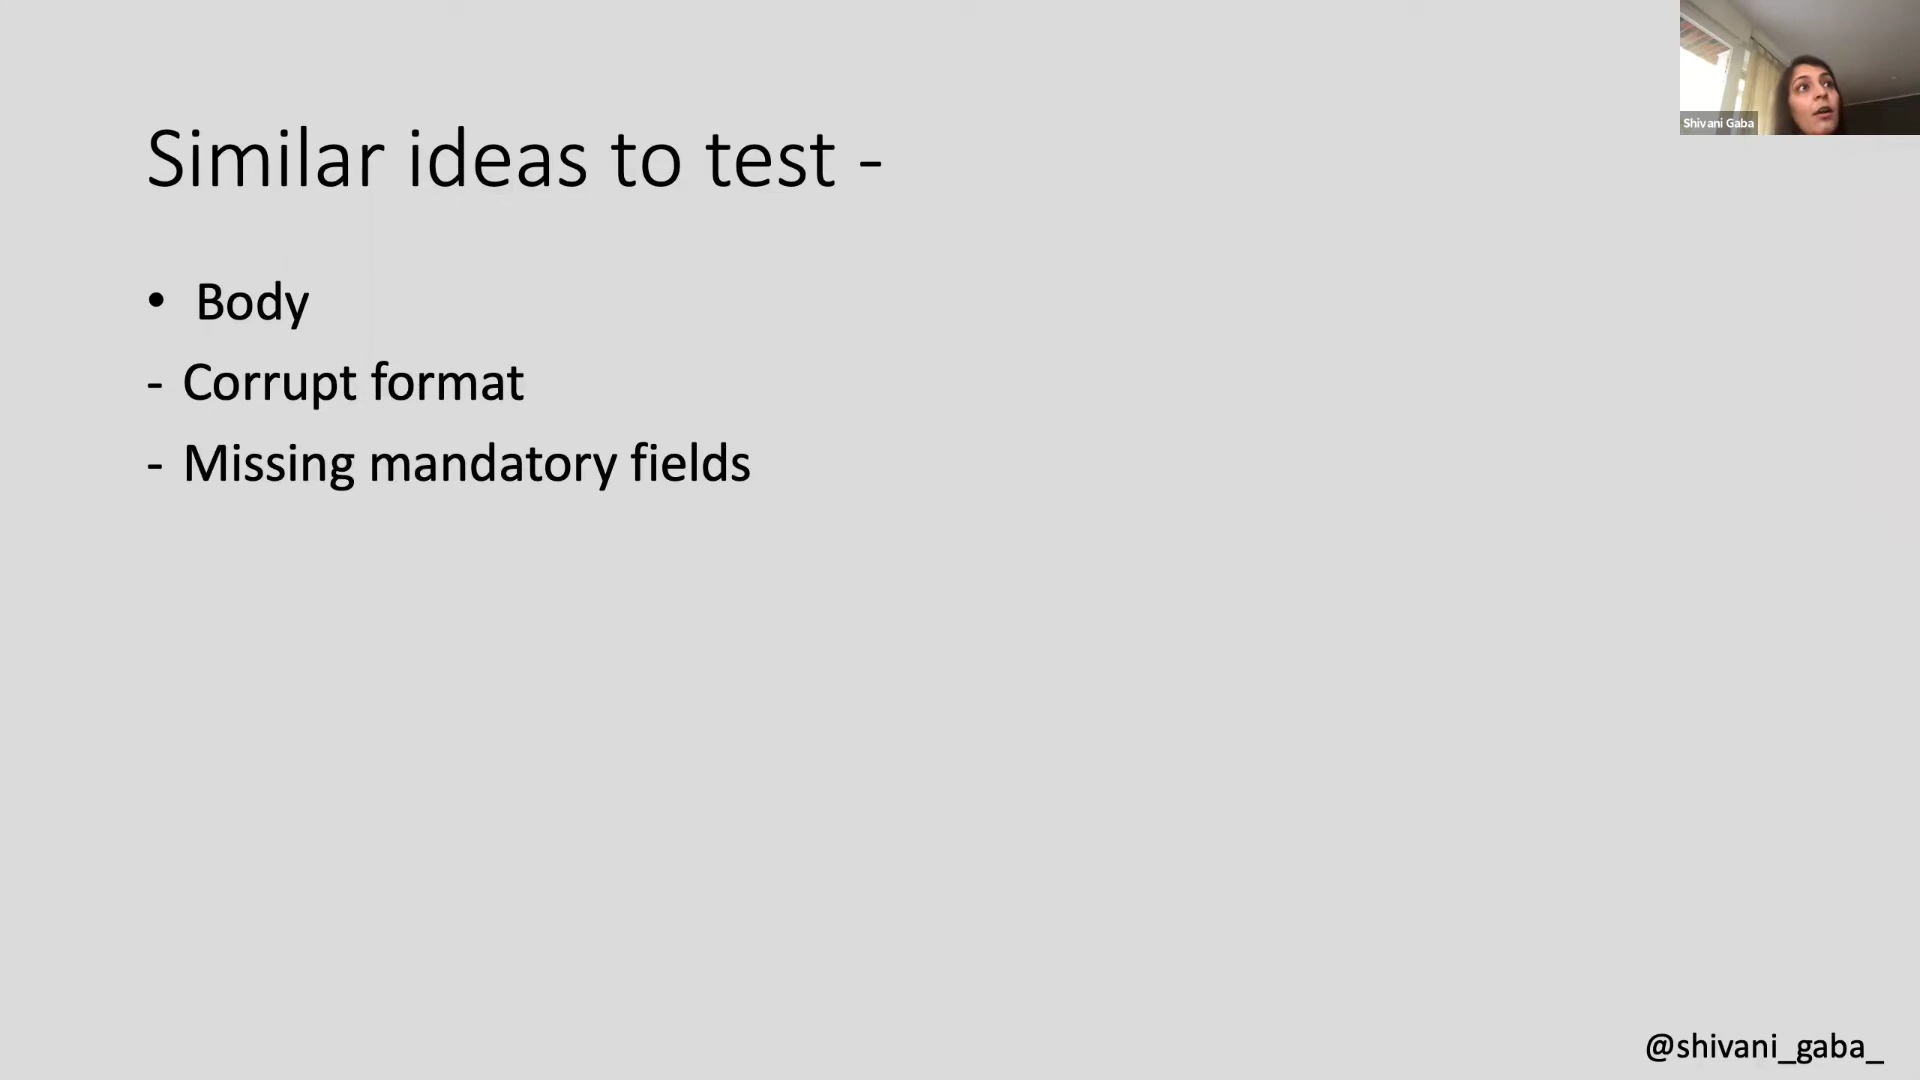 Shivani Gaba
Similar ideas to test -
• Body
- Corrupt format
- Missing mandatory fields
@shivani_gaba_